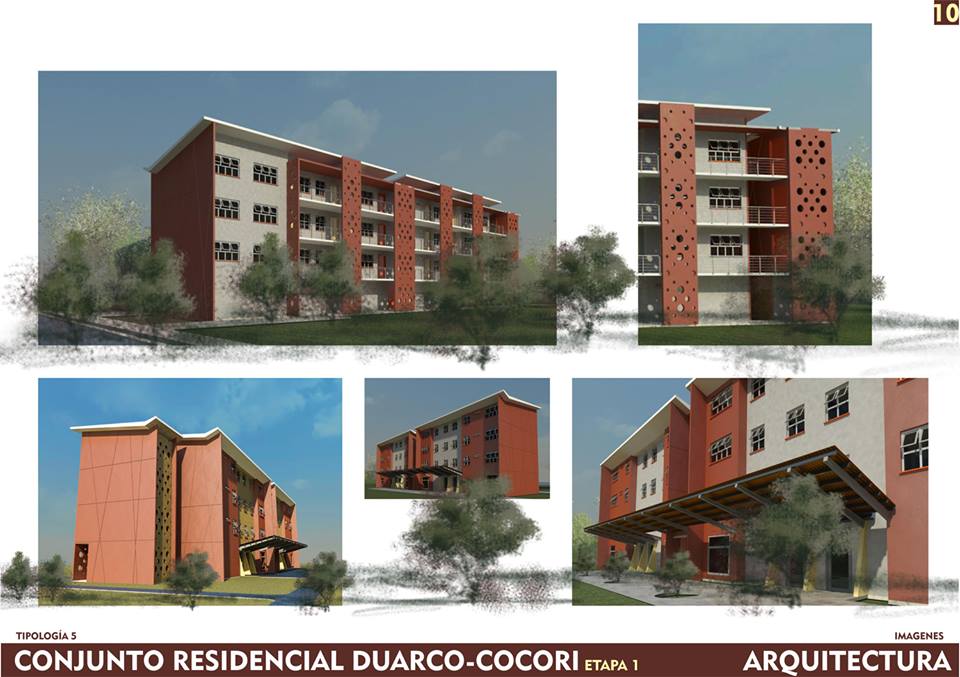 10
TIPOLOGÍA 5
IMAGENES
CONJUNTO RESIDENCIAL DUARCO-COCORI ETAPA 1
ARQUITECTURA